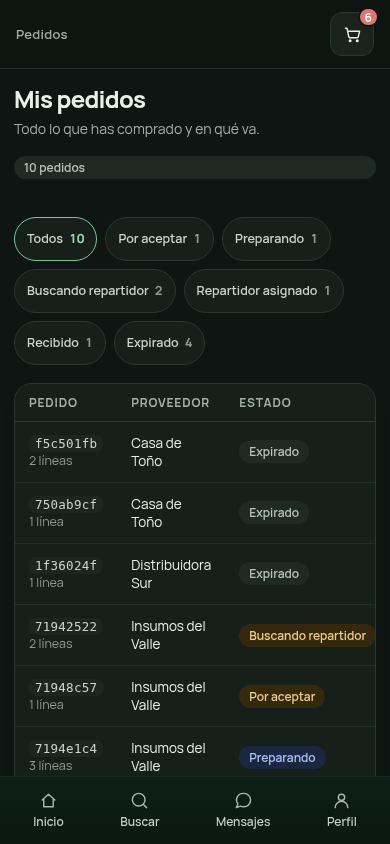 Pedidos
6
Mis pedidos
Todo lo que has comprado y en qué va.
10 pedidos
Todos 10 Por aceptar 1 Preparando 1
Buscando repartidor 2 Repartidor asignado 1
Recibido 1 Expirado 4
PEDIDO PROVEEDOR ESTADO
f5c501fb Casa de Toño Expirado
2 líneas
750ab9cf Casa de Toño Expirado
1 línea
1f36024f Distribuidora Sur Expirado
1 línea
71942522 Insumos del Valle Buscando repartidor
2 líneas
71948c57 Insumos del Valle Por aceptar
1 línea
7194e1c4 Insumos del Valle Preparando
3 líneas
Inicio Buscar Mensajes Perfil